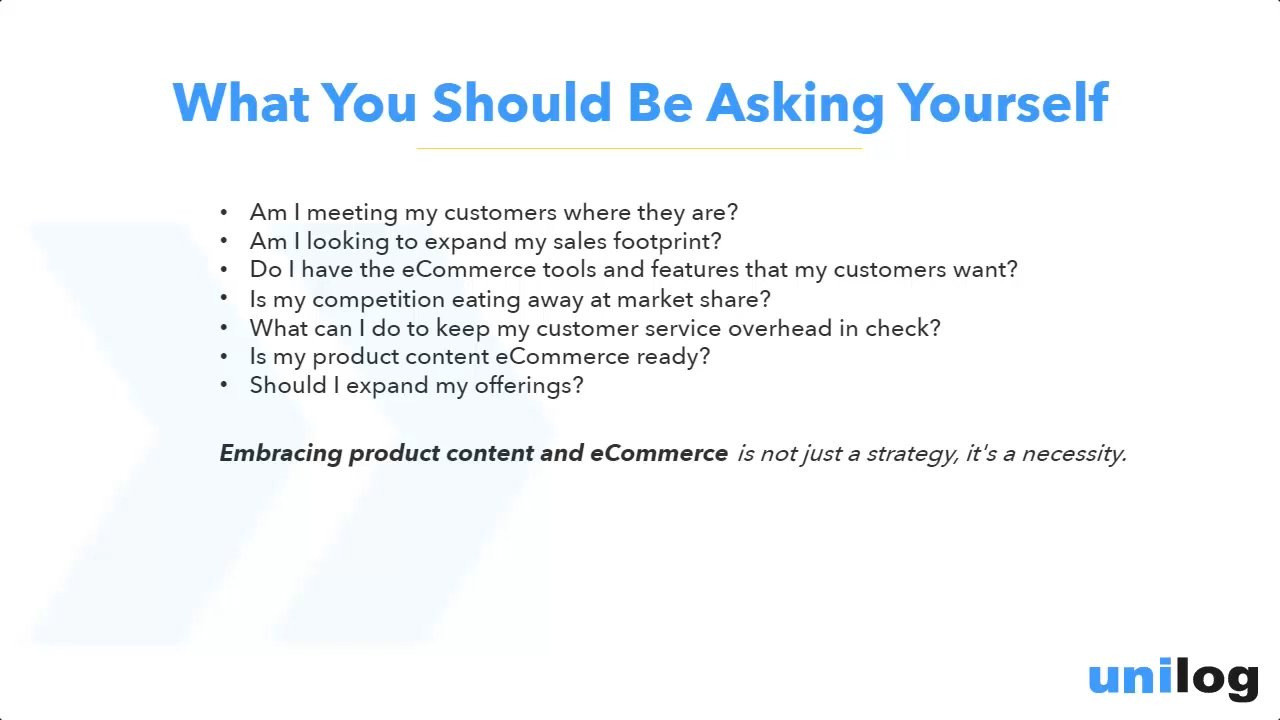 What You Should Be Asking Yourself
• Am I meeting my customers where they are?
• Am I looking to expand my sales footprint?
• Do I have the eCommerce tools and features that my customers want?
• Is my competition eating away at market share?
• What can I do to keep my customer service overhead in check?
• Is my product content eCommerce ready?
• Should I expand my offerings?
Embracing product content and eCommerce is not just a strategy, it's a necessity.
unilog